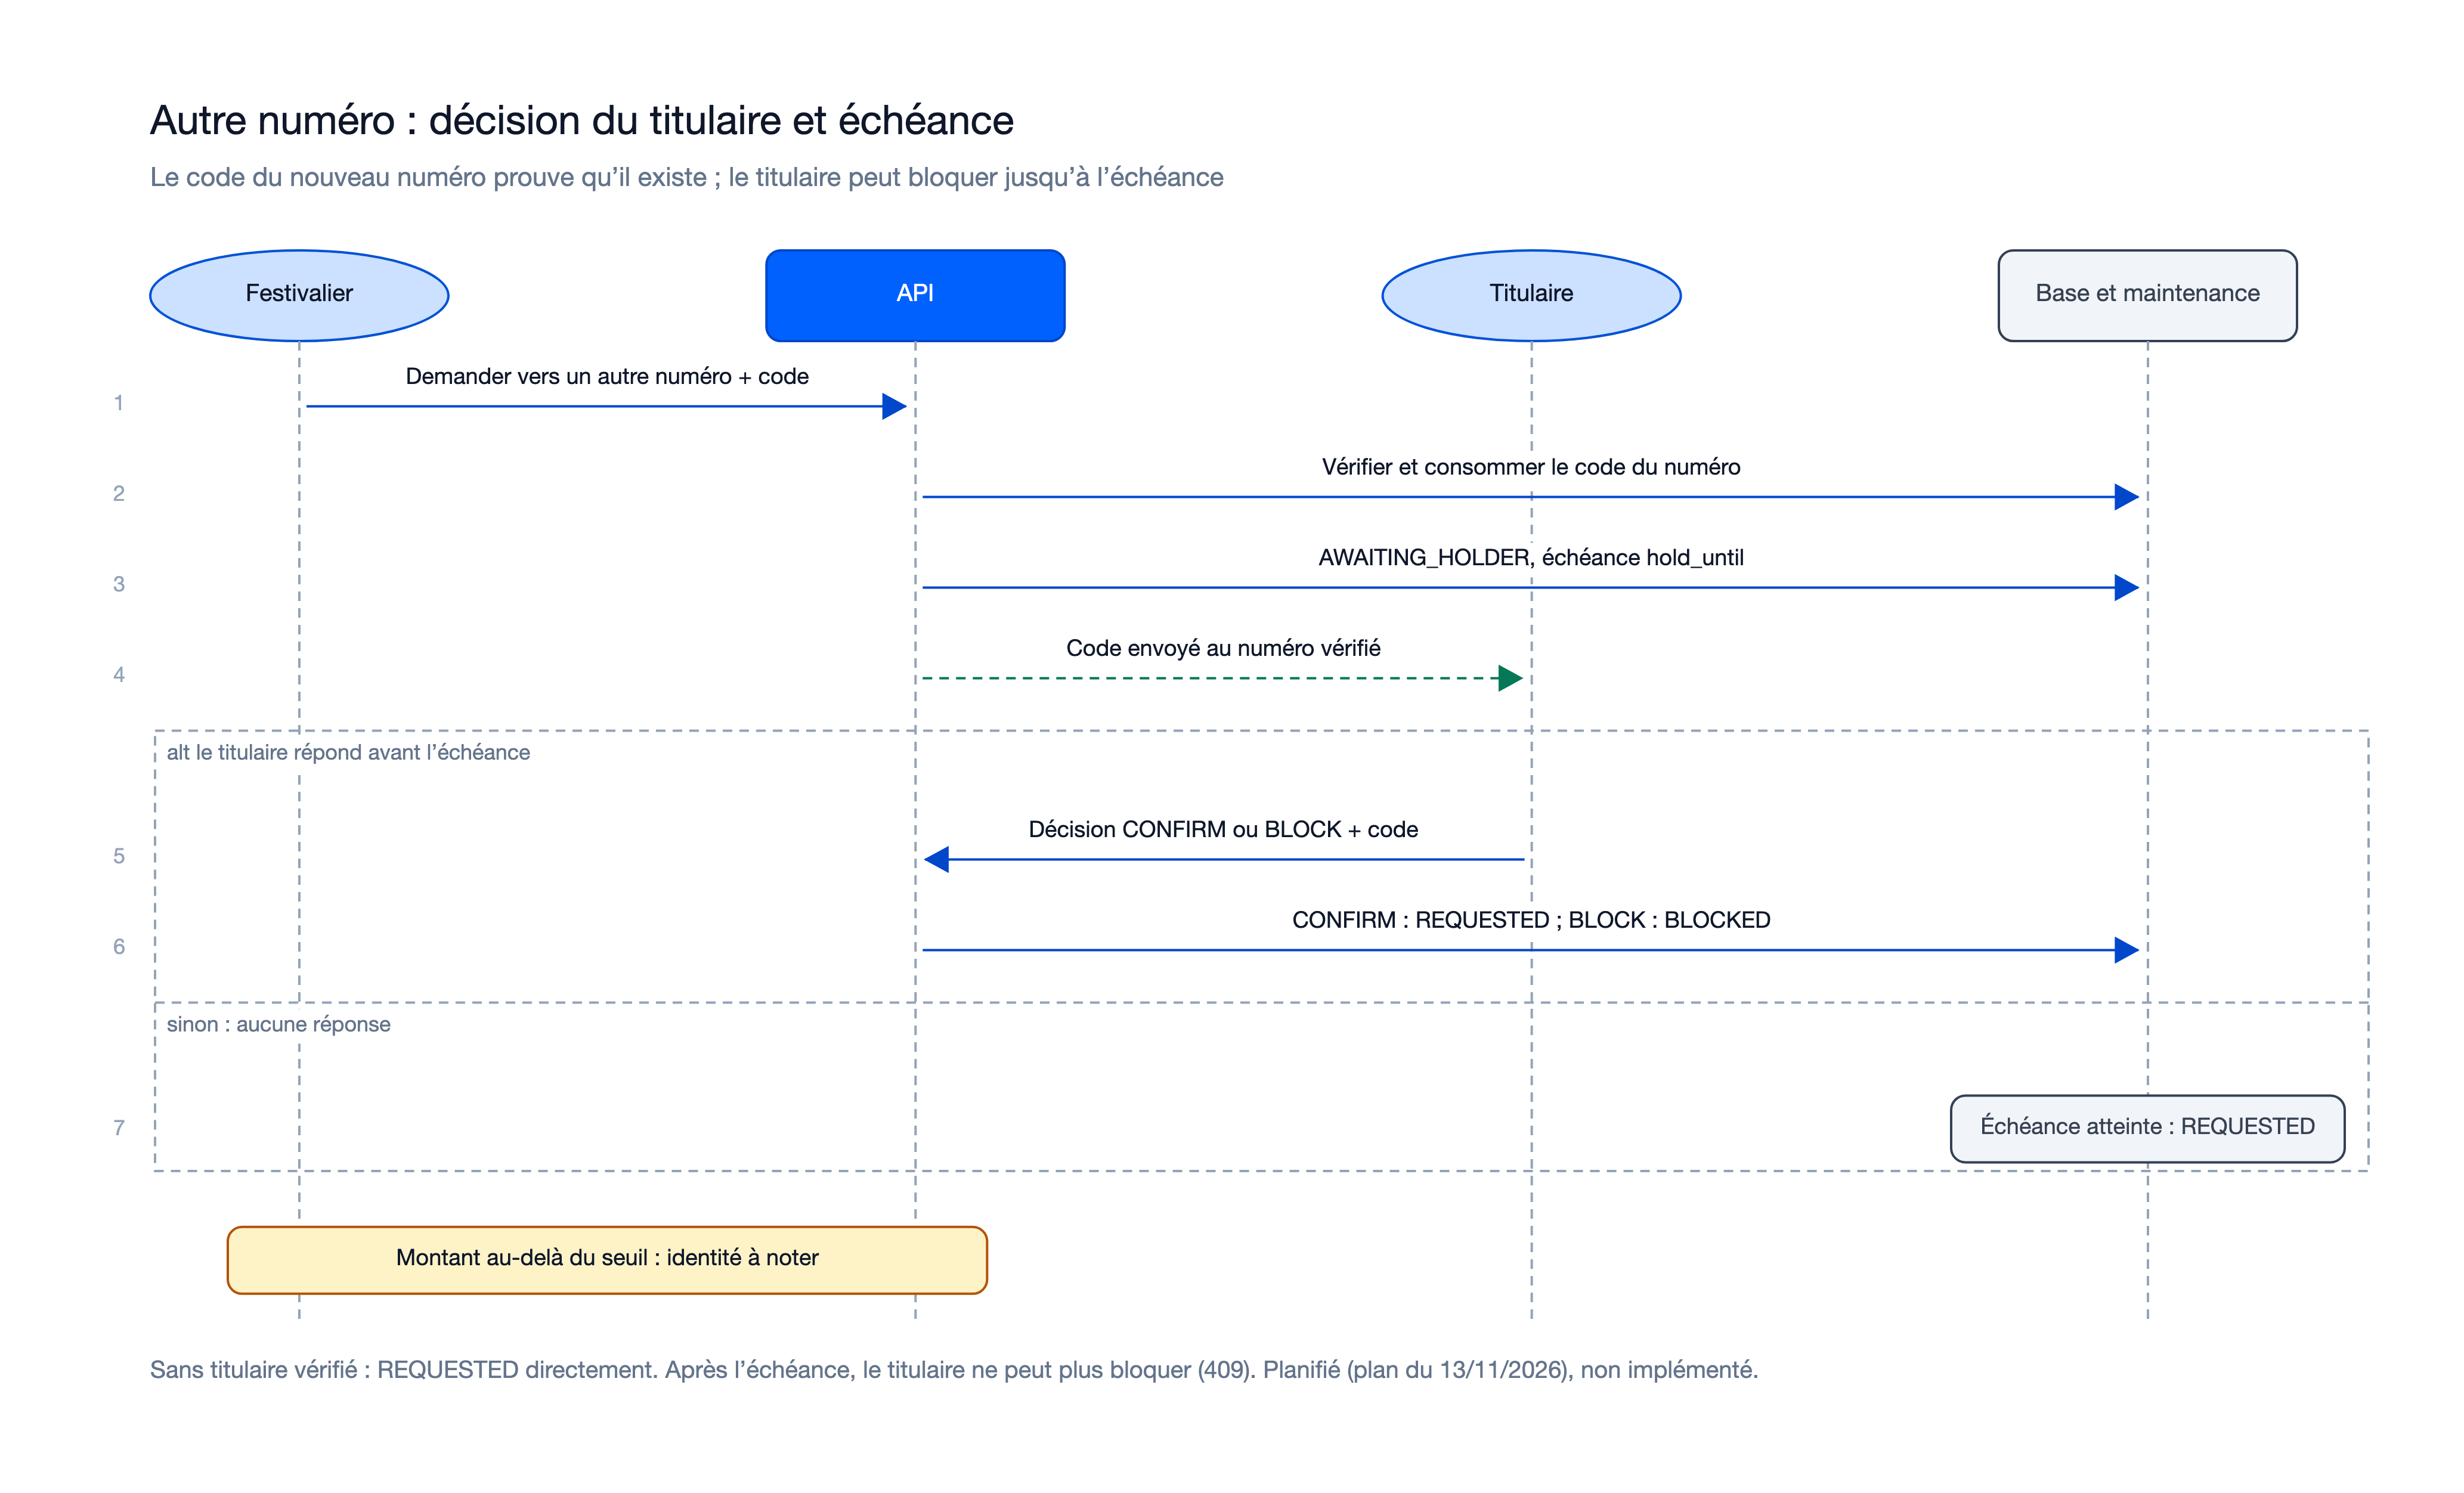 Autre numéro : décision du titulaire et échéance
Le code du nouveau numéro prouve qu’il existe ; le titulaire peut bloquer jusqu’à l’échéance
Festivalier
API
Titulaire
Base et maintenance
1
Demander vers un autre numéro + code
2
Vérifier et consommer le code du numéro
3
AWAITING_HOLDER, échéance hold_until
4
Code envoyé au numéro vérifié
alt le titulaire répond avant l’échéance
5
Décision CONFIRM ou BLOCK + code
6
CONFIRM : REQUESTED ; BLOCK : BLOCKED
sinon : aucune réponse
7
Échéance atteinte : REQUESTED
Montant au-delà du seuil : identité à noter
Sans titulaire vérifié : REQUESTED directement. Après l’échéance, le titulaire ne peut plus bloquer (409). Planifié (plan du 13/11/2026), non implémenté.